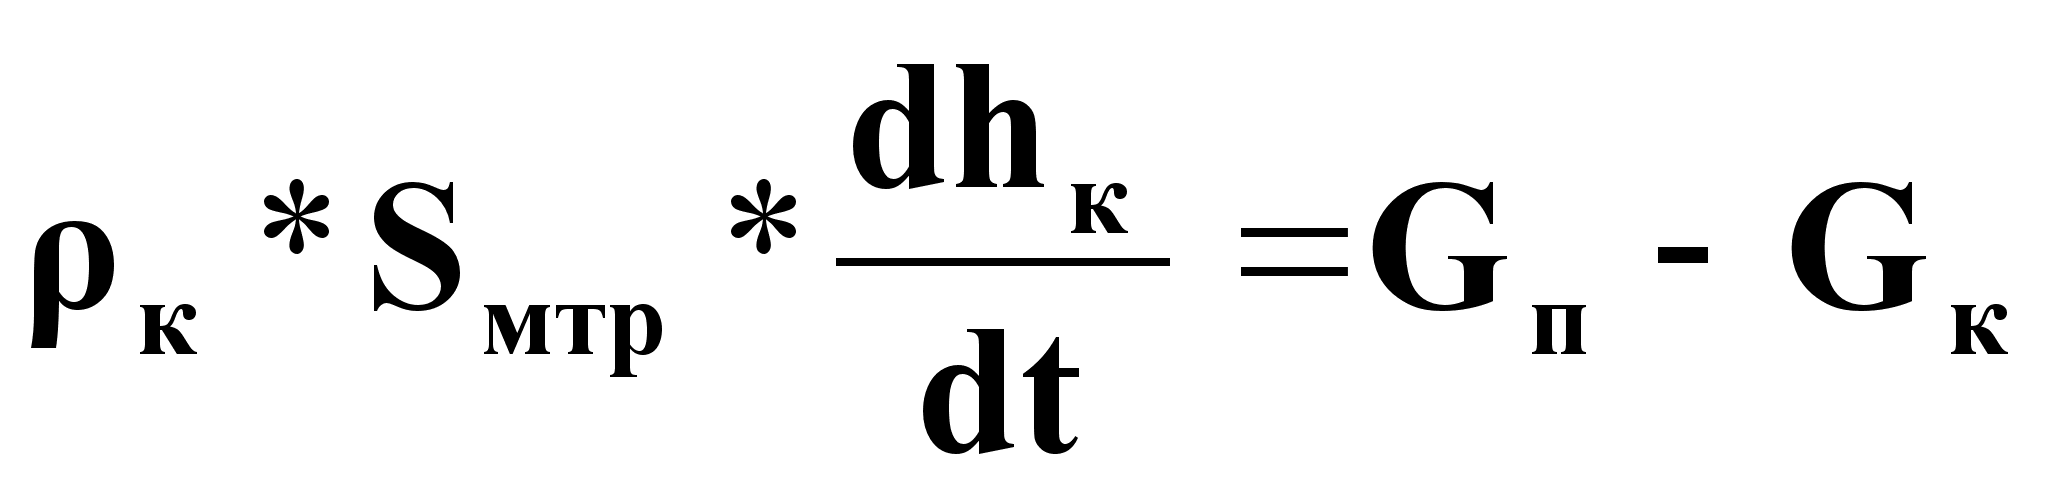 ρк * Sмтр * dhк/dt = Gп - Gк